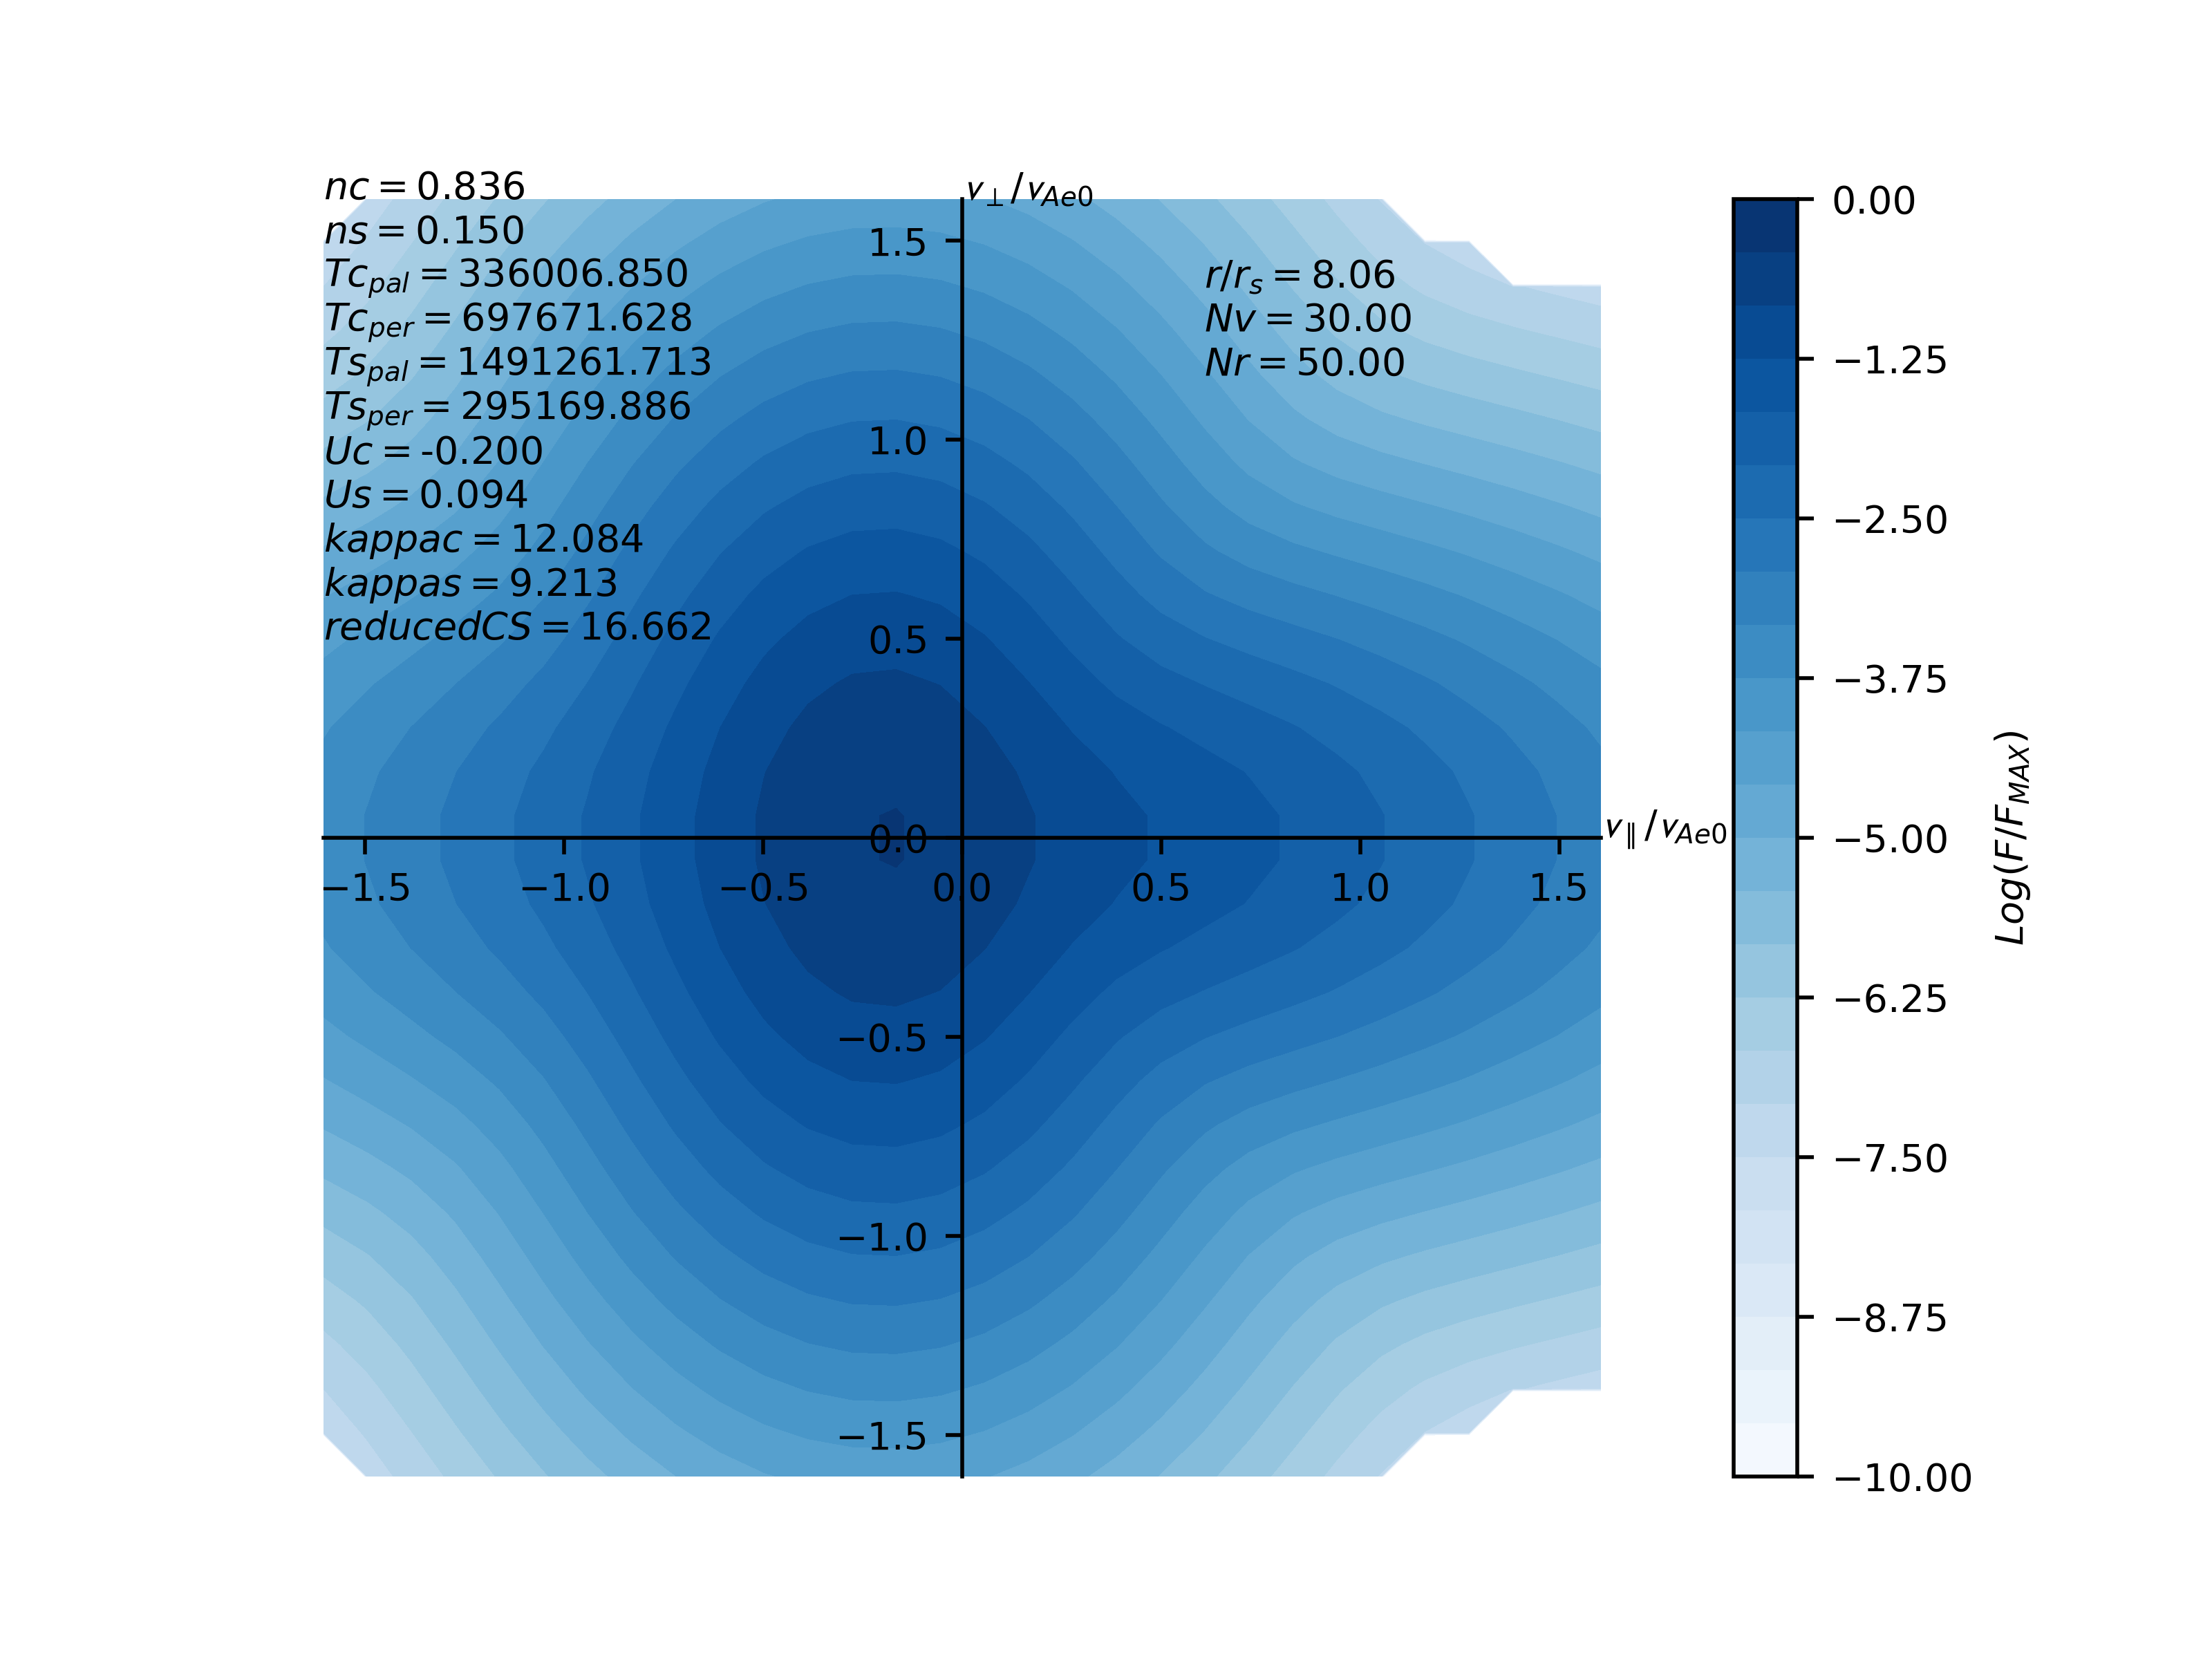 nc = 0.836
ns = 0.150
Tc_pal = 336006.850
Tc_per = 697671.628
Ts_pal = 1491261.713
Ts_per = 295169.886
Uc = -0.200
Us = 0.094
kappac = 12.084
kappas = 9.213
reducedCS = 16.662
v_⊥/v_Ae0
r/r_s = 8.06
Nv = 30.00
Nr = 50.00
1.5
1.0
0.5
0.0
−0.5
−1.0
−1.5
−1.5 −1.0 −0.5 0.0 0.5 1.0 1.5
v_∥/v_Ae0
0.00
−1.25
−2.50
−3.75
−5.00
−6.25
−7.50
−8.75
−10.00
Log(F/F_MAX)